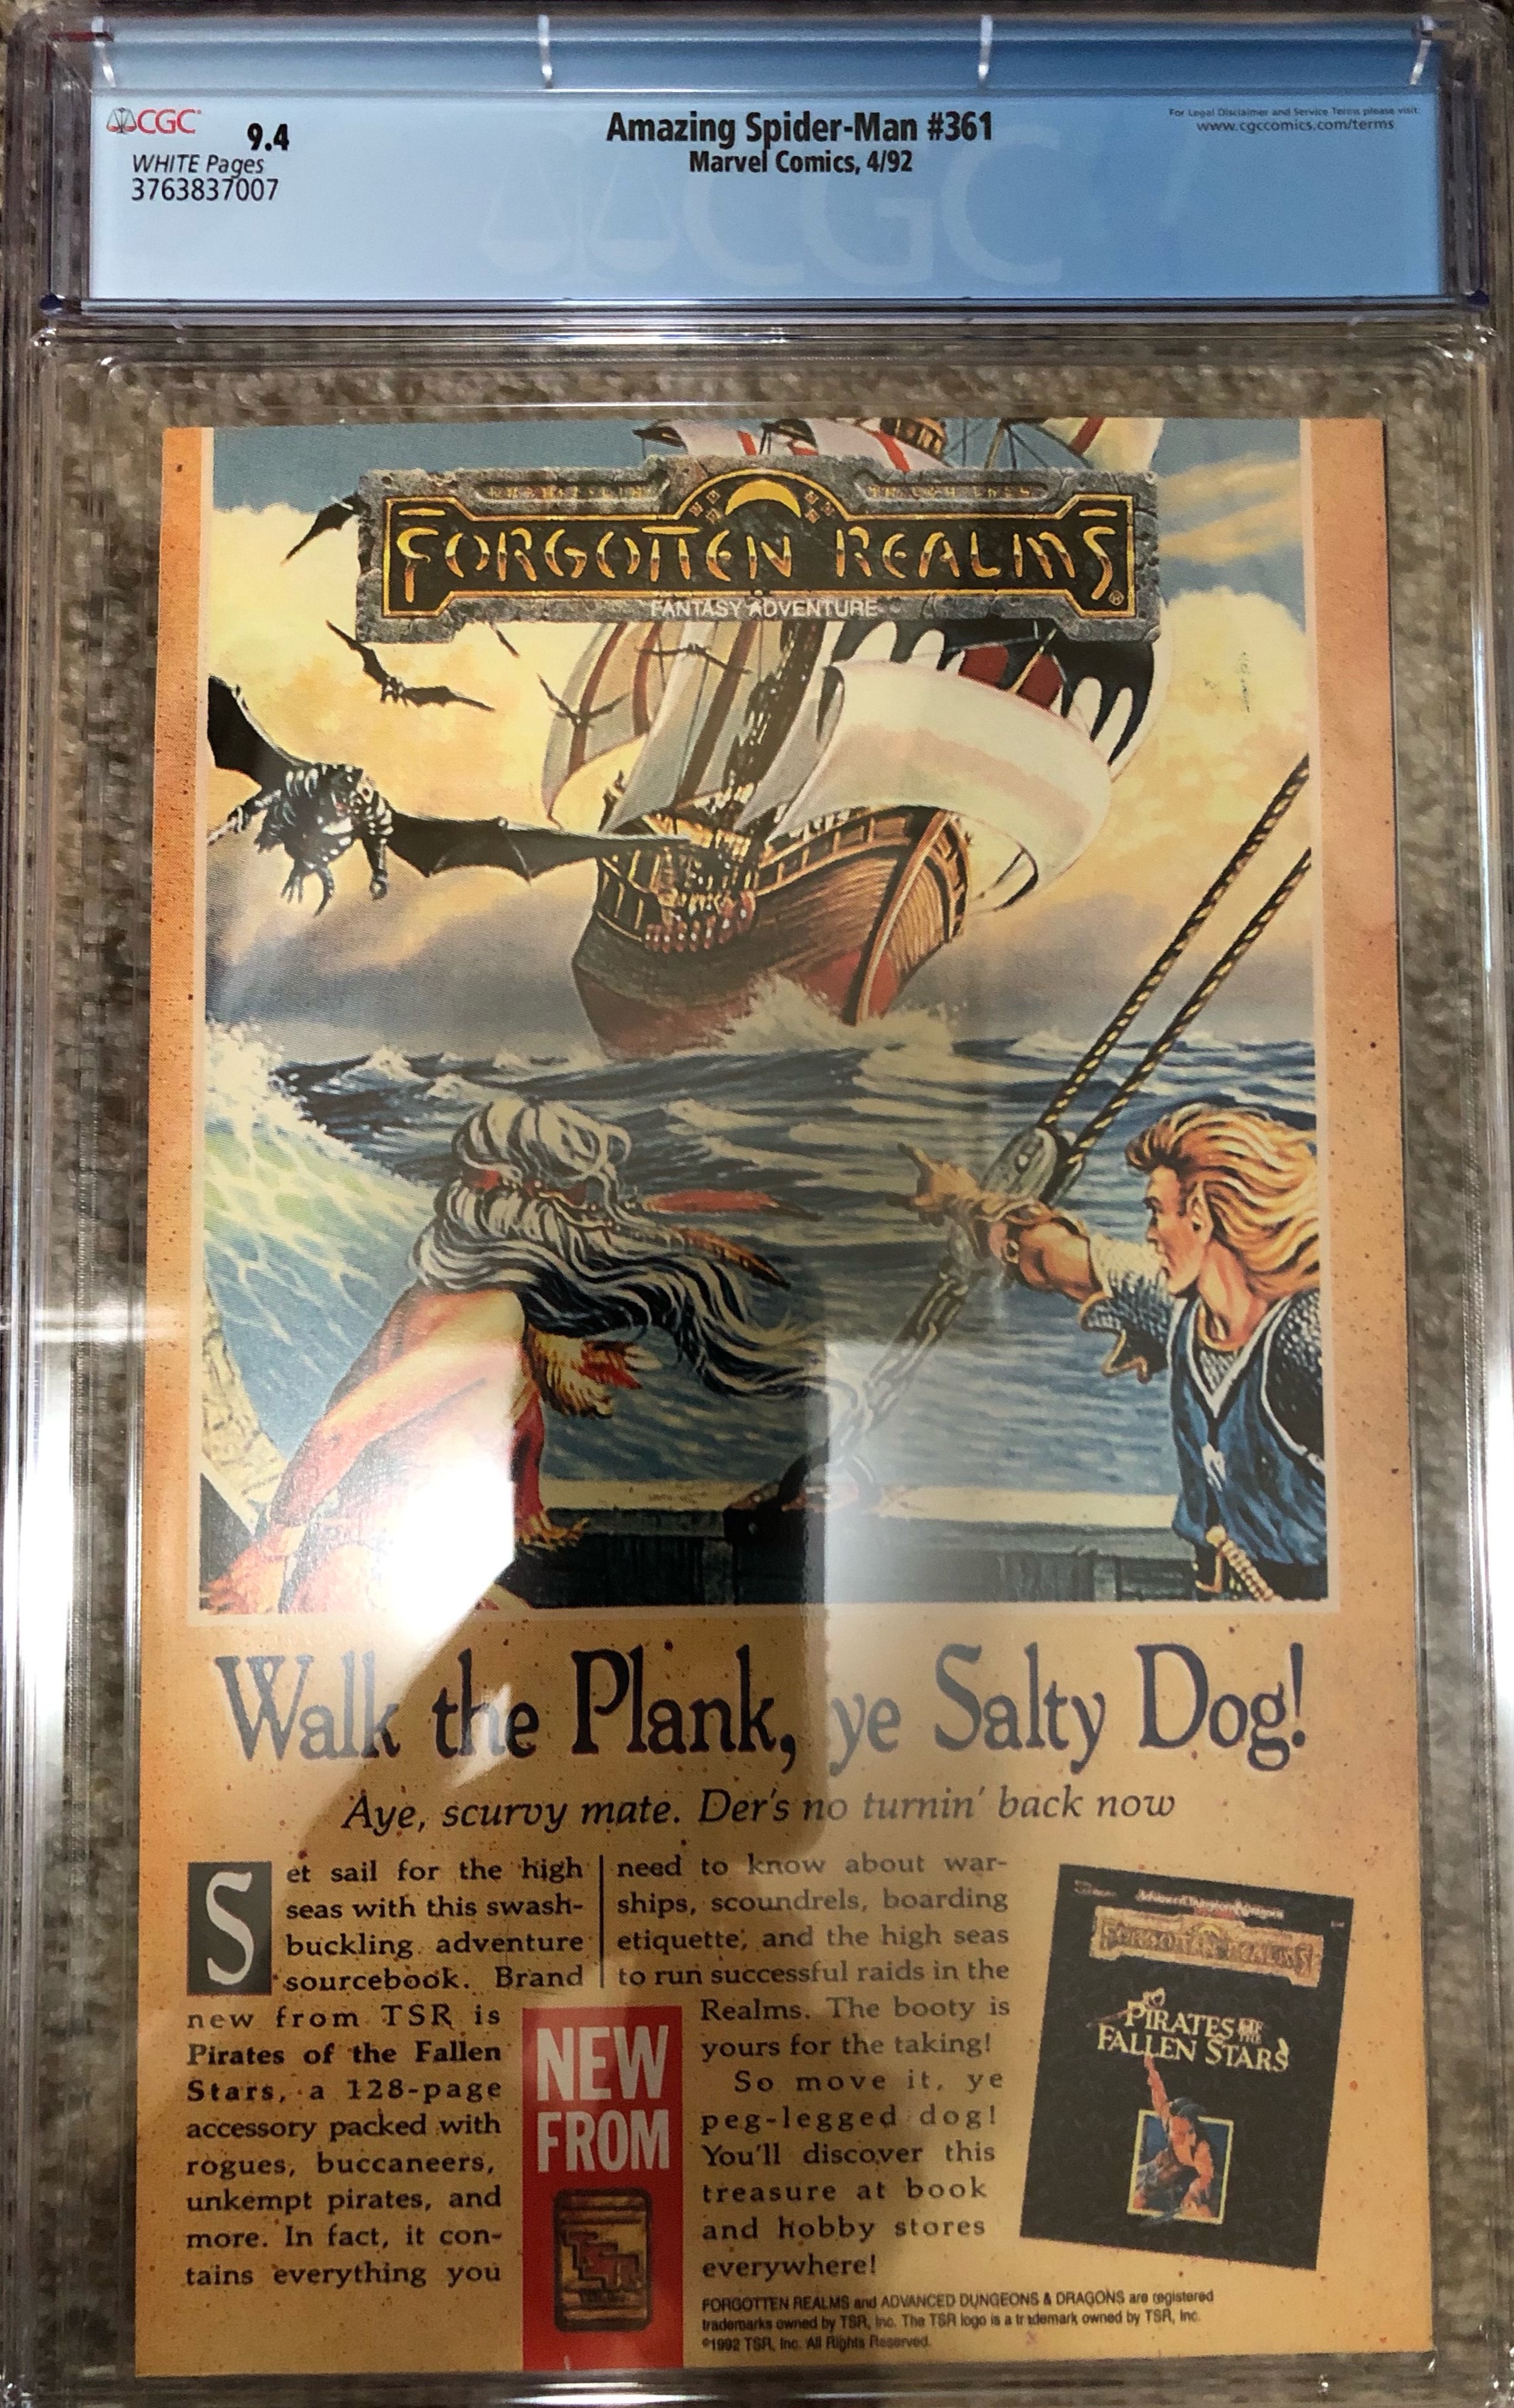 CGC
9.4
WHITE Pages
3763837007
Amazing Spider-Man #361
Marvel Comics, 4/92
For Legal Disclaimer and Service Terms please visit:
www.cgccomics.com/terms
CGC
FORGOTTEN REALMS®
FANTASY ADVENTURE
Walk the Plank, ye Salty Dog!
Aye, scurvy mate. Der's no turnin' back now
Set sail for the high
seas with this swash-
buckling adventure
sourcebook. Brand
new from TSR is
Pirates of the Fallen
Stars, a 128-page
accessory packed with
rogues, buccaneers,
unkempt pirates, and
more. In fact, it con-
tains everything you
need to know about war-
ships, scoundrels, boarding
etiquette, and the high seas
to run successful raids in the
Realms. The booty is
yours for the taking!
So move it, ye
peg-legged dog!
You'll discover this
treasure at book
and hobby stores
everywhere!
NEW
FROM
Advanced Dungeons & Dragons
FORGOTTEN REALMS
PIRATES OF
THE
FALLEN STARS
FORGOTTEN REALMS and ADVANCED DUNGEONS & DRAGONS are registered
trademarks owned by TSR, Inc. The TSR logo is a trademark owned by TSR, Inc.
©1992 TSR, Inc. All Rights Reserved.